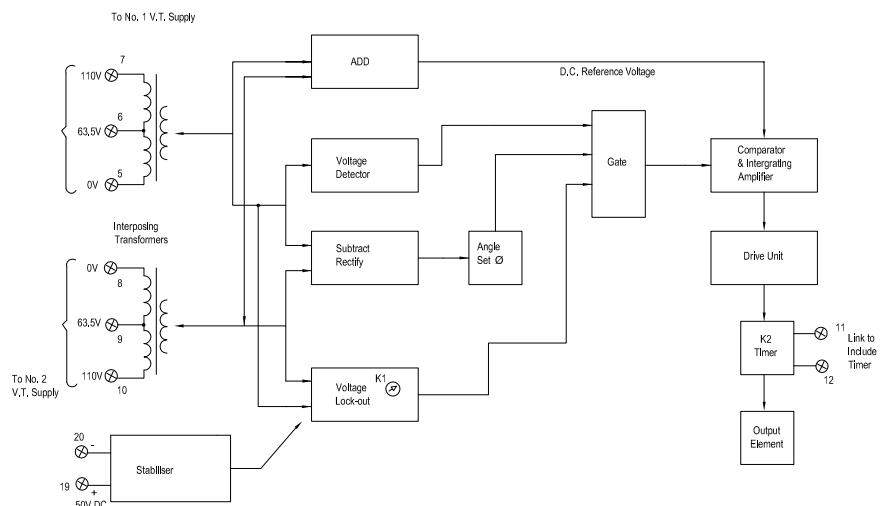 To No. 1 V.T. Supply
7
110V
6
63.5V
5
0V
ADD
D.C. Reference Voltage
Voltage
Detector
Gate
Comparator
& Intergrating
Amplifier
Interposing
Transformers
Subtract
Rectify
Angle
Set Ø
Drive Unit
0V
8
63.5V
9
110V
10
To No. 2
V.T. Supply
K1
Voltage
Lock-out
K2
Timer
11
12
Link to
Include
Timer
Output
Element
20
-
19
+
50V DC
Stabiliser